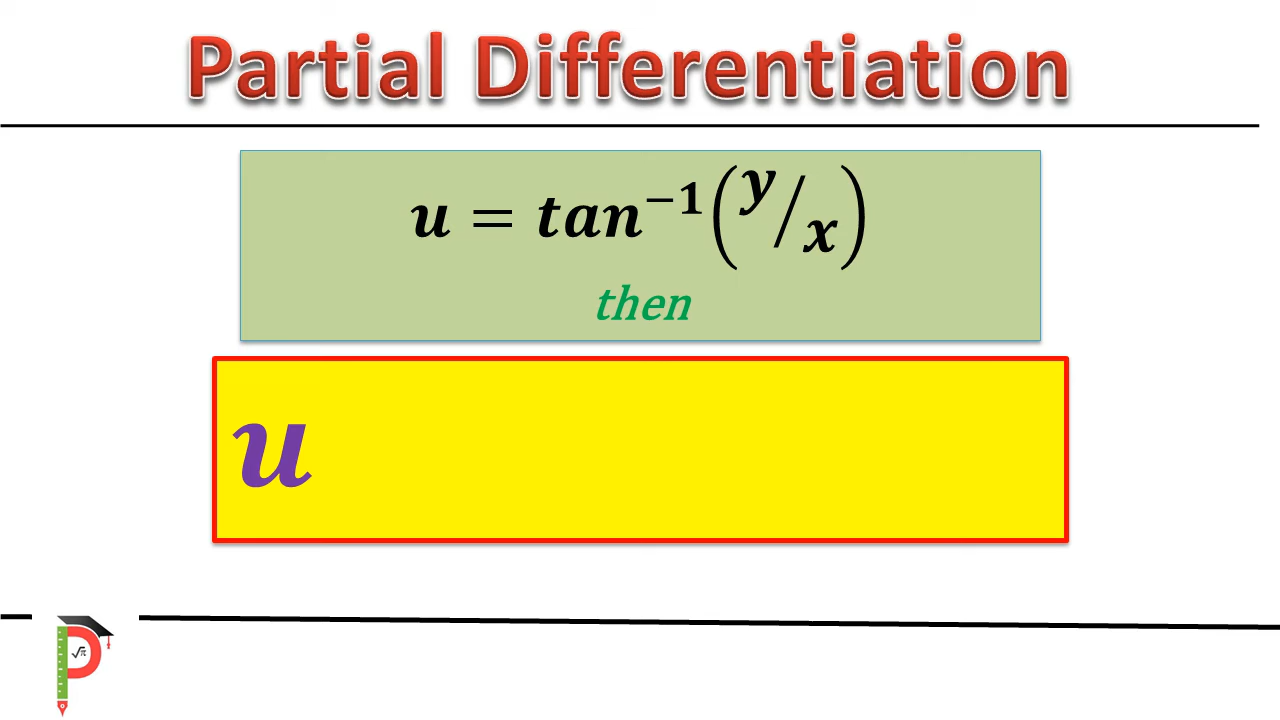 Partial Differentiation
u = tan⁻¹(y/x)
then
u
√π